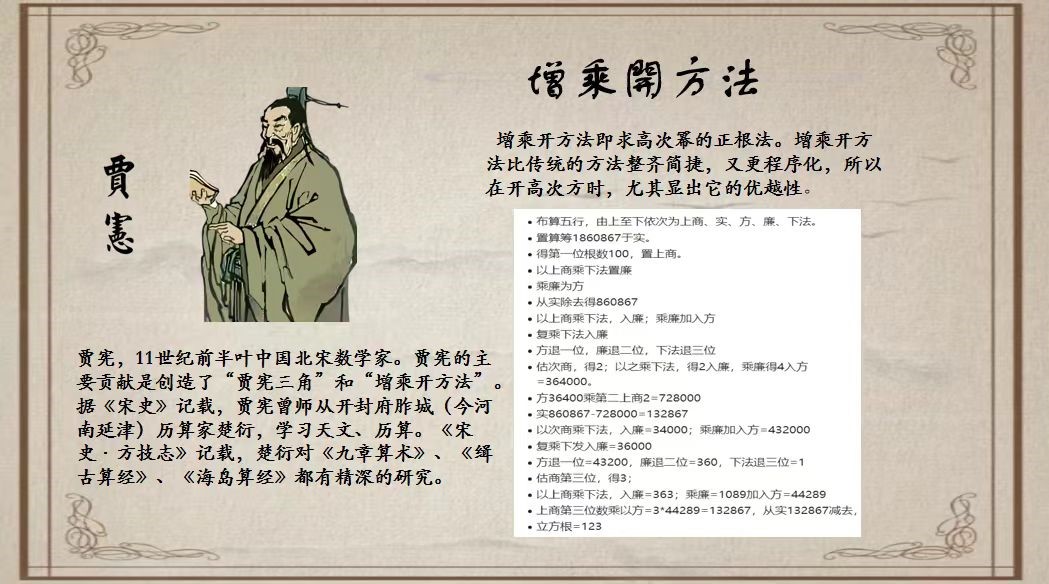 增乘開方法
增乘开方法即求高次幂的正根法。增乘开方
法比传统的方法整齐简捷，又更程序化，所以
在开高次方时，尤其显出它的优越性。
賈憲
贾宪，11世纪前半叶中国北宋数学家。贾宪的主
要贡献是创造了“贾宪三角”和“增乘开方法”。
据《宋史》记载，贾宪曾师从开封府胙城（今河
南延津）历算家楚衍，学习天文、历算。《宋
史·方技志》记载，楚衍对《九章算术》、《缉
古算经》、《海岛算经》都有精深的研究。
• 布算五行，由上至下依次为上商、实、方、廉、下法。
• 置算筹1860867于实。
• 得第一位根数100，置上商。
• 以上商乘下法置廉
• 乘廉为方
• 从实除去得860867
• 以上商乘下法，入廉；乘廉加入方
• 复乘下法入廉
• 方退一位，廉退二位，下法退三位
• 估次商，得2；以之乘下法，得2入廉，乘廉得4入方
=364000。
• 方36400乘第二上商2=728000
• 实860867-728000=132867
• 以次商乘下法，入廉=34000；乘廉加入方=432000
• 复乘下发入廉=36000
• 方退一位=43200，廉退二位=360，下法退三位=1
• 估商第三位，得3；
• 以上商乘下法，入廉=363；乘廉=1089加入方=44289
• 上商第三位数乘以方=3*44289=132867，从实132867减去，
• 立方根=123